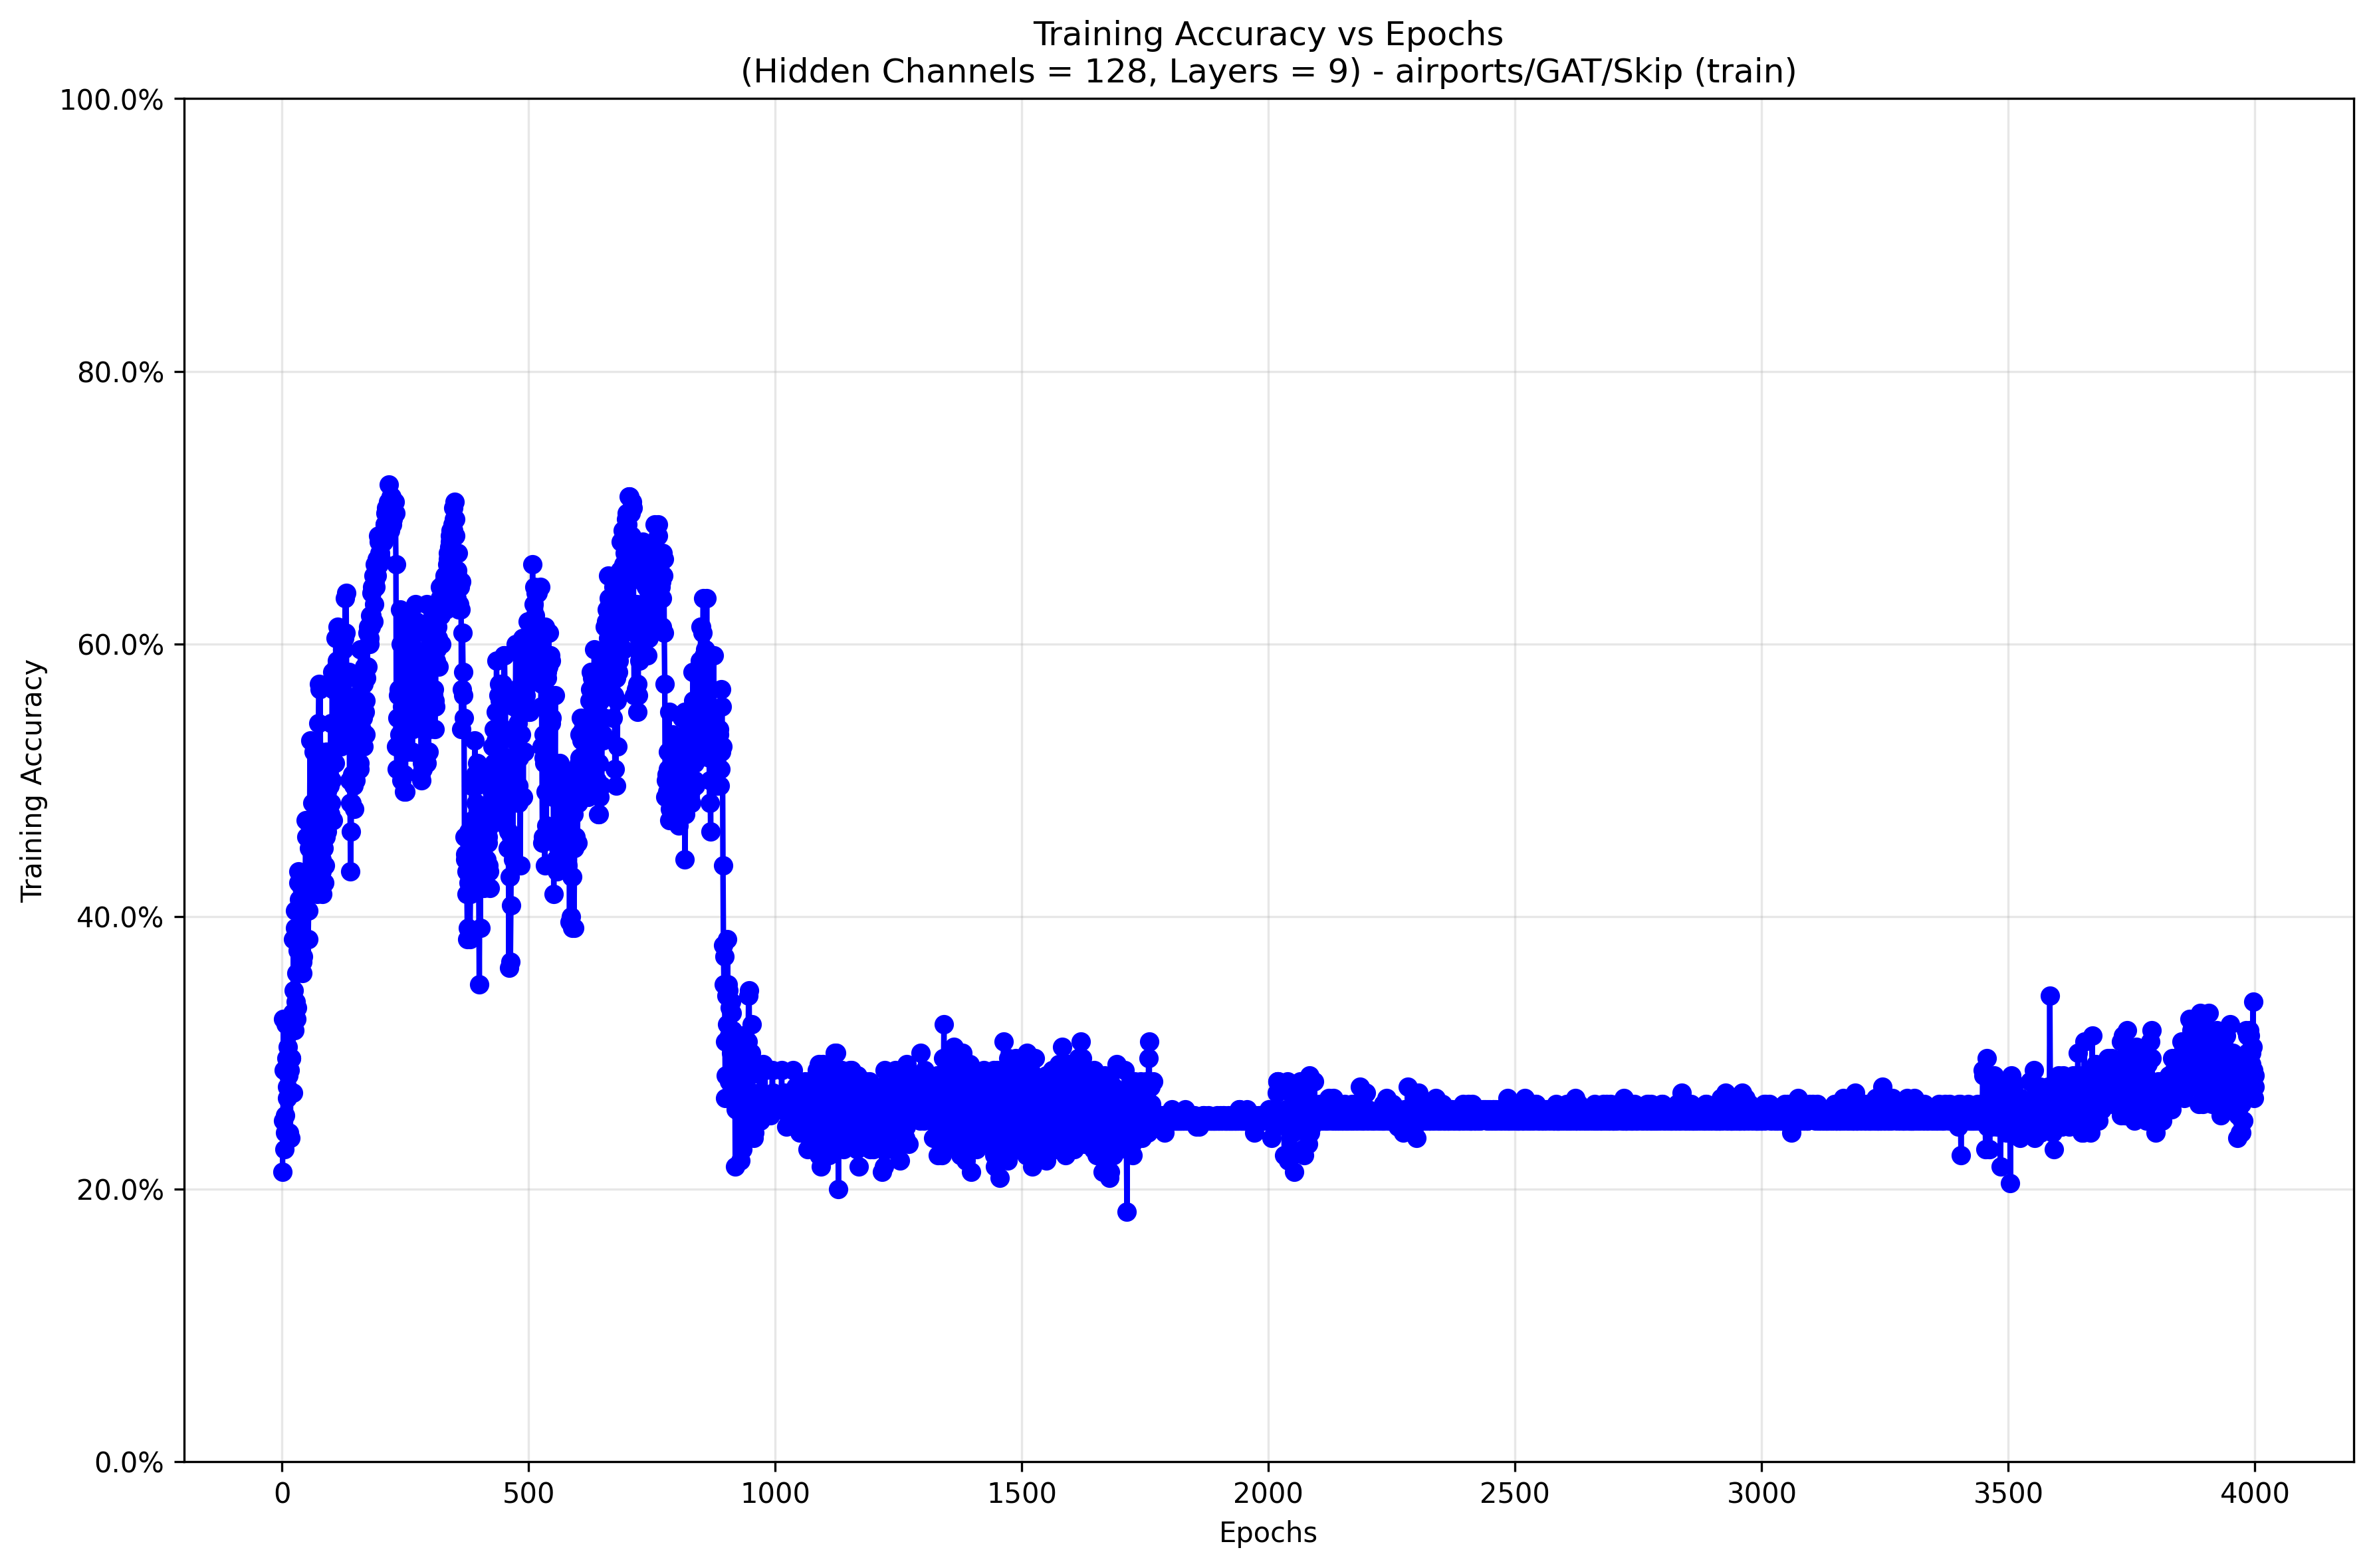 Training Accuracy vs Epochs
(Hidden Channels = 128, Layers = 9) - airports/GAT/Skip (train)
100.0%
80.0%
60.0%
40.0%
20.0%
0.0%
Training Accuracy
0 500 1000 1500 2000 2500 3000 3500 4000
Epochs